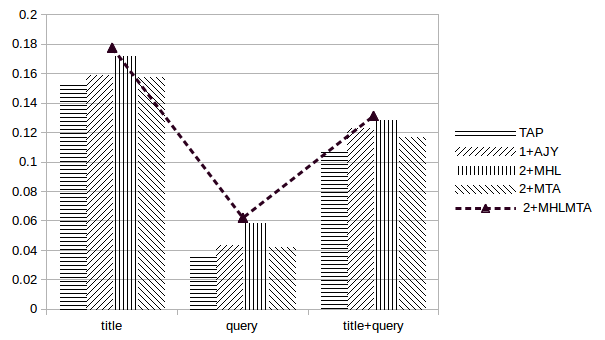 0.2
0.18
0.16
0.14
0.12
0.1
0.08
0.06
0.04
0.02
0
title
query
title+query
TAP
1+AJY
2+MHL
2+MTA
2+MHLMTA